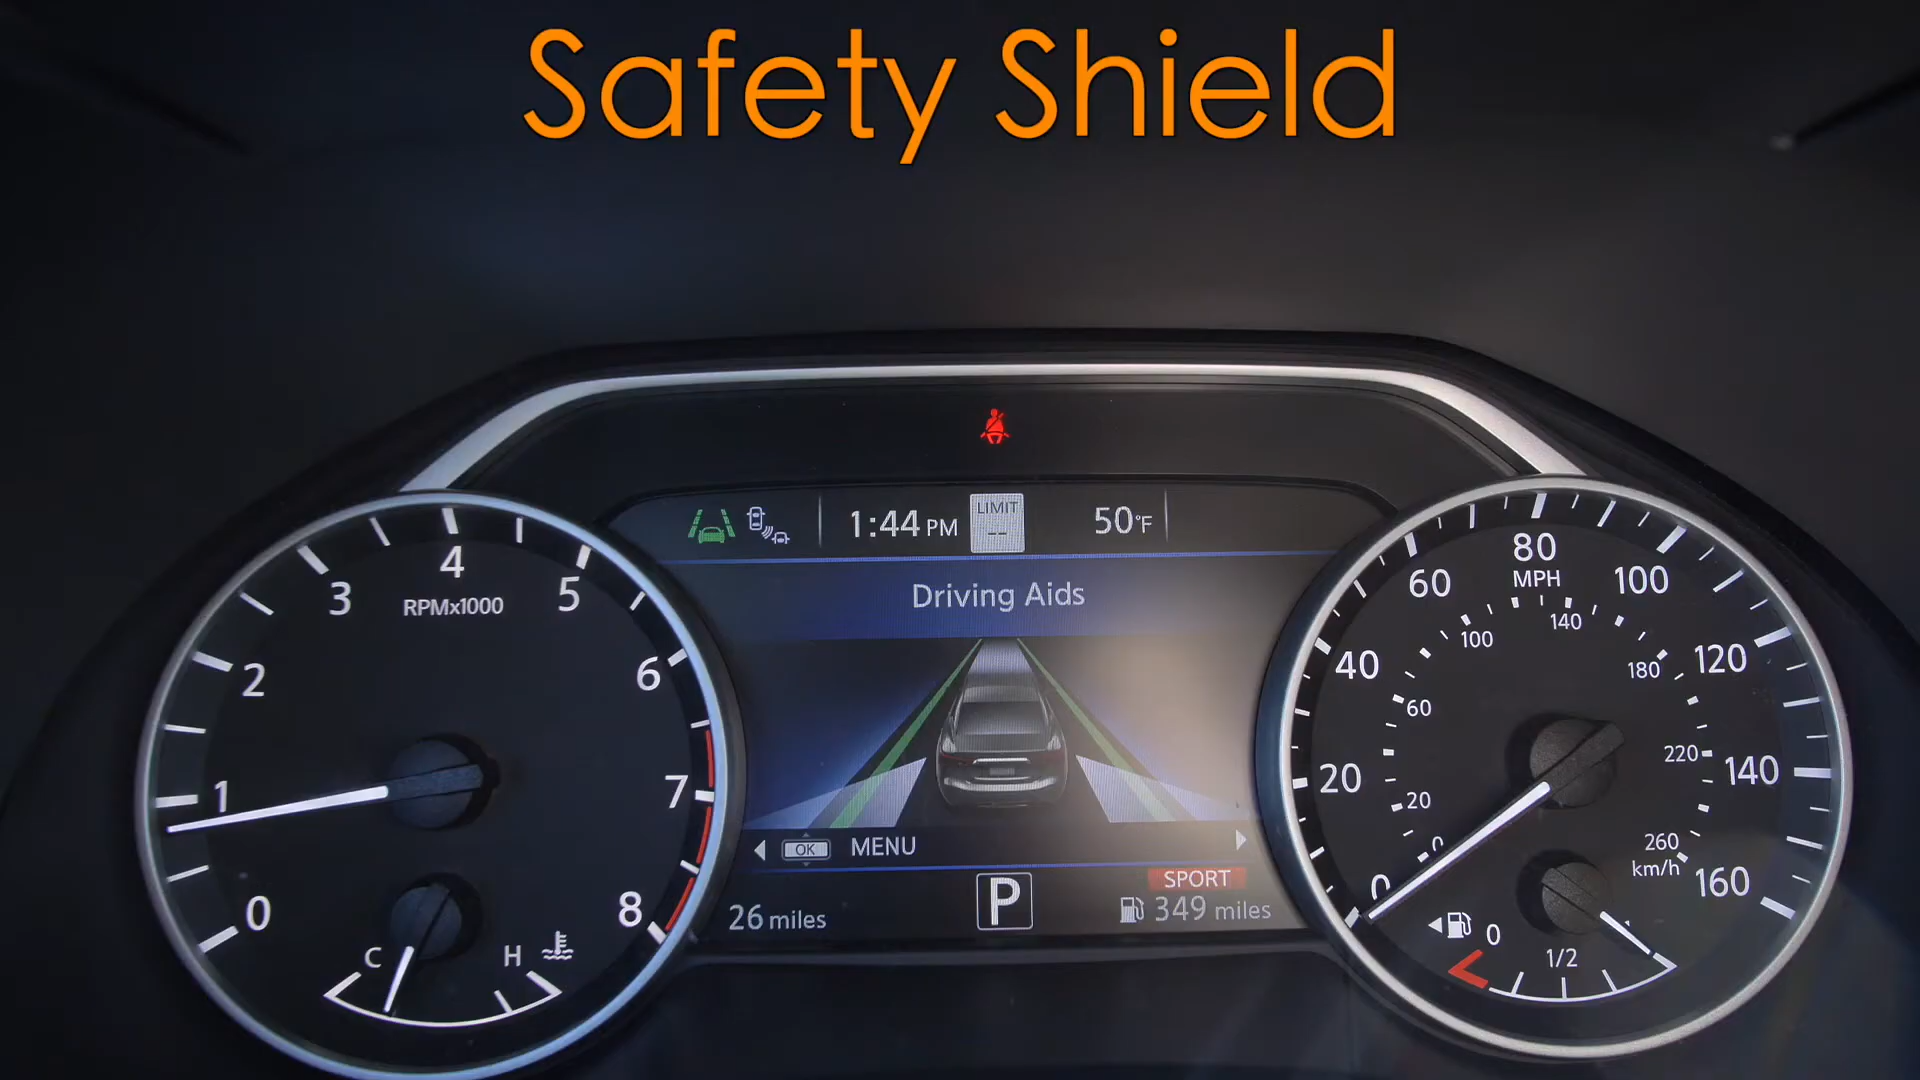 Safety Shield
1:44 PM
LIMIT
--
50°F
Driving Aids
OK MENU
SPORT
26 miles
P
349 miles
0
1
2
3
4
5
6
7
8
RPMx1000
C
H
0
20
40
60
80
MPH
100
120
140
160
0
20
60
100
140
180
220
260
km/h
0
1/2